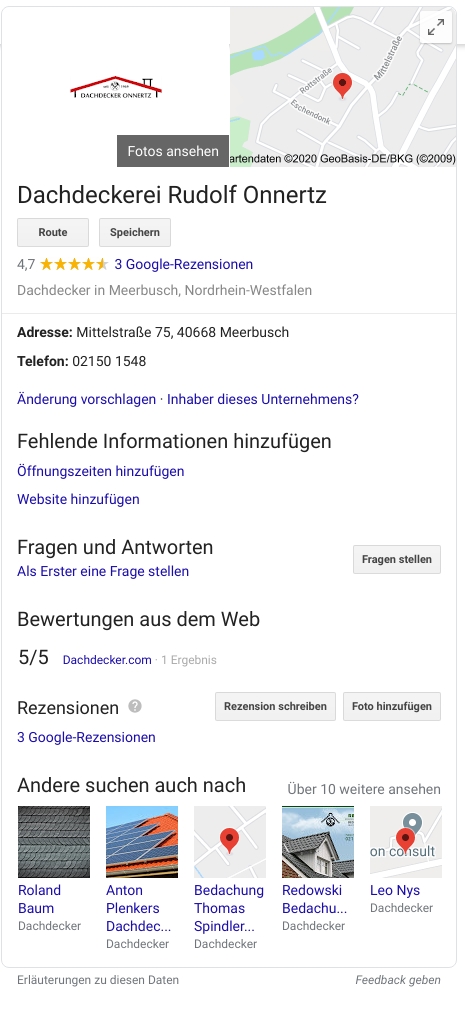 SEIT 1968
DACHDECKER ONNERTZ
Fotos ansehen
Rottstraße
Mittelstraße
Eschendonk
artendaten ©2020 GeoBasis-DE/BKG (©2009)
Dachdeckerei Rudolf Onnertz
Route Speichern
4,7 3 Google-Rezensionen
Dachdecker in Meerbusch, Nordrhein-Westfalen
Adresse: Mittelstraße 75, 40668 Meerbusch
Telefon: 02150 1548
Änderung vorschlagen · Inhaber dieses Unternehmens?
Fehlende Informationen hinzufügen
Öffnungszeiten hinzufügen
Website hinzufügen
Fragen und Antworten
Fragen stellen
Als Erster eine Frage stellen
Bewertungen aus dem Web
5/5 Dachdecker.com · 1 Ergebnis
Rezensionen ? Rezension schreiben Foto hinzufügen
3 Google-Rezensionen
Andere suchen auch nach Über 10 weitere ansehen
on consult
Roland
Baum
Dachdecker
Anton
Plenkers
Dachdec...
Dachdecker
Bedachung
Thomas
Spindler...
Dachdecker
Redowski
Bedachu...
Dachdecker
Leo Nys
Dachdecker
Erläuterungen zu diesen Daten Feedback geben